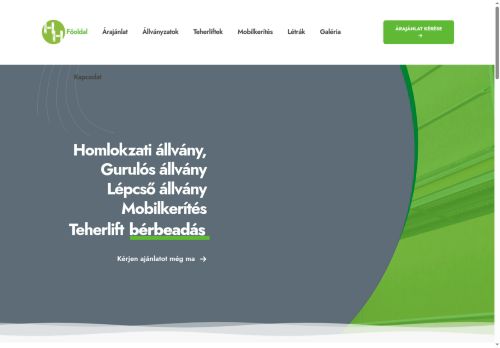 HH Főoldal Árajánlat Állványzatok Teherliftek Mobilkerítés Létrák Galéria
ÁRAJÁNLAT KÉRÉSE →
Kapcsolat
Homlokzati állvány,
Gurulós állvány
Lépcső állvány
Mobilkerítés
Teherlift bérbeadás
Kérjen ajánlatot még ma →